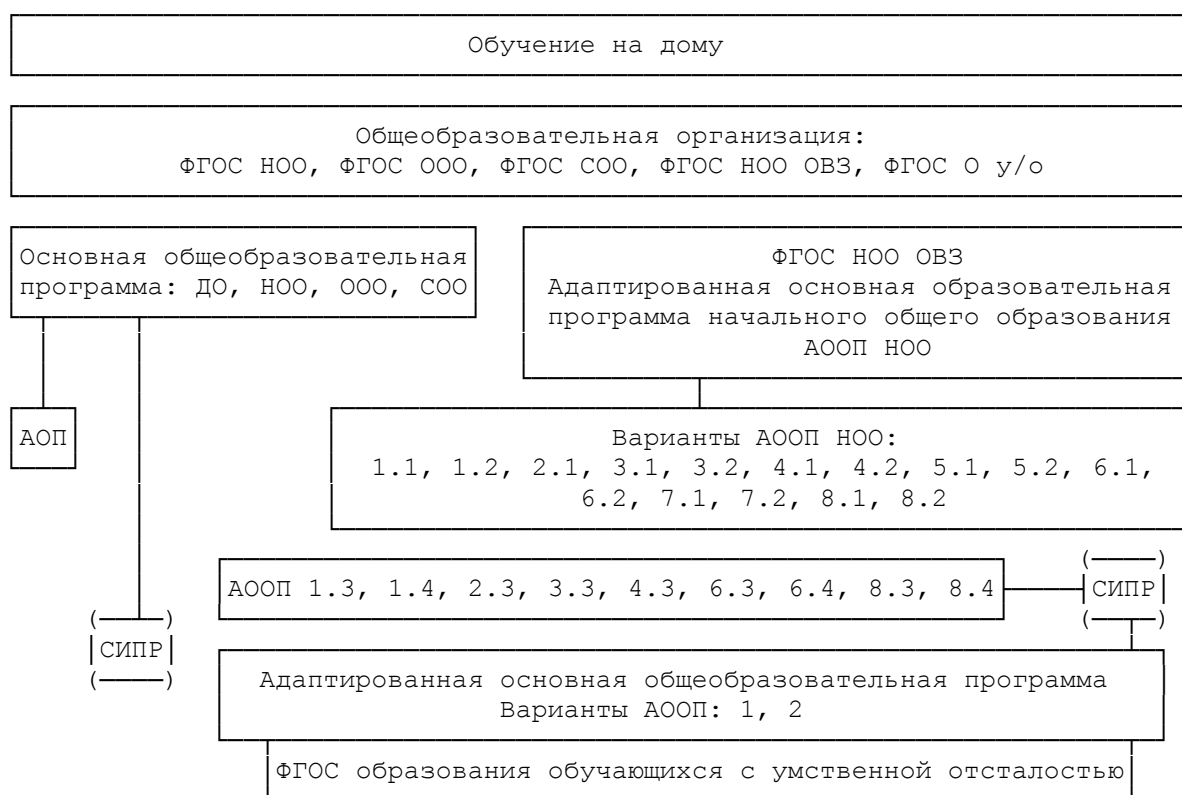 Обучение на дому
Общеобразовательная организация:
ФГОС НОО, ФГОС ООО, ФГОС СОО, ФГОС НОО ОВЗ, ФГОС О у/о
Основная общеобразовательная
программа: ДО, НОО, ООО, СОО
ФГОС НОО ОВЗ
Адаптированная основная образовательная
программа начального общего образования
АООП НОО
АОП
Варианты АООП НОО:
1.1, 1.2, 2.1, 3.1, 3.2, 4.1, 4.2, 5.1, 5.2, 6.1,
6.2, 7.1, 7.2, 8.1, 8.2
АООП 1.3, 1.4, 2.3, 3.3, 4.3, 6.3, 6.4, 8.3, 8.4
СИПР
СИПР
Адаптированная основная общеобразовательная программа
Варианты АООП: 1, 2
ФГОС образования обучающихся с умственной отсталостью